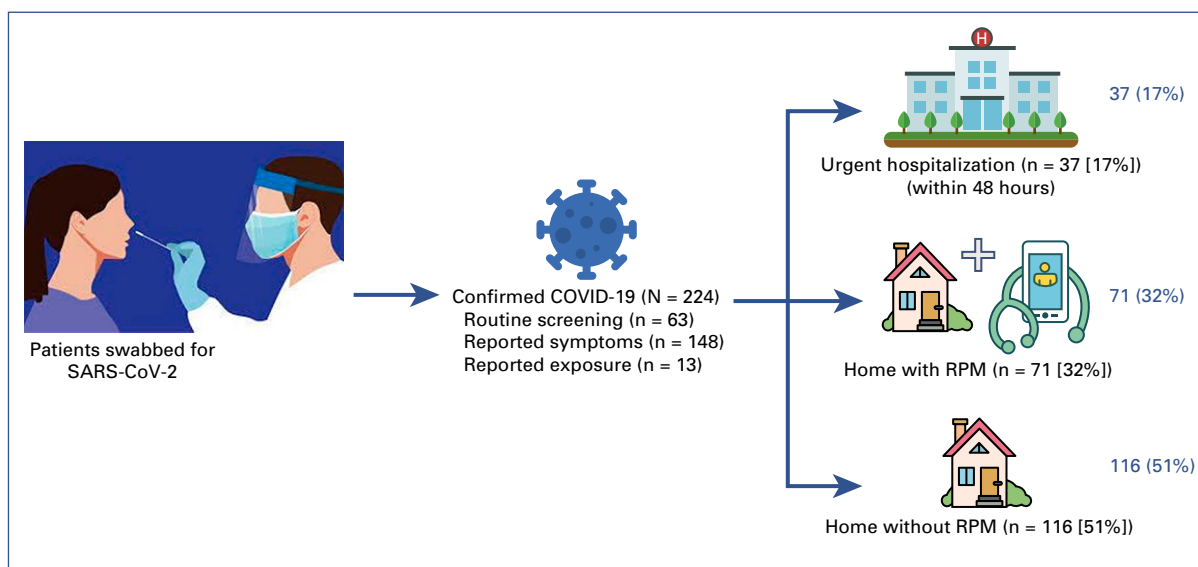 Patients swabbed for
SARS-CoV-2
Confirmed COVID-19 (N = 224)
Routine screening (n = 63)
Reported symptoms (n = 148)
Reported exposure (n = 13)
H
37 (17%)
Urgent hospitalization (n = 37 [17%])
(within 48 hours)
71 (32%)
Home with RPM (n = 71 [32%])
116 (51%)
Home without RPM (n = 116 [51%])